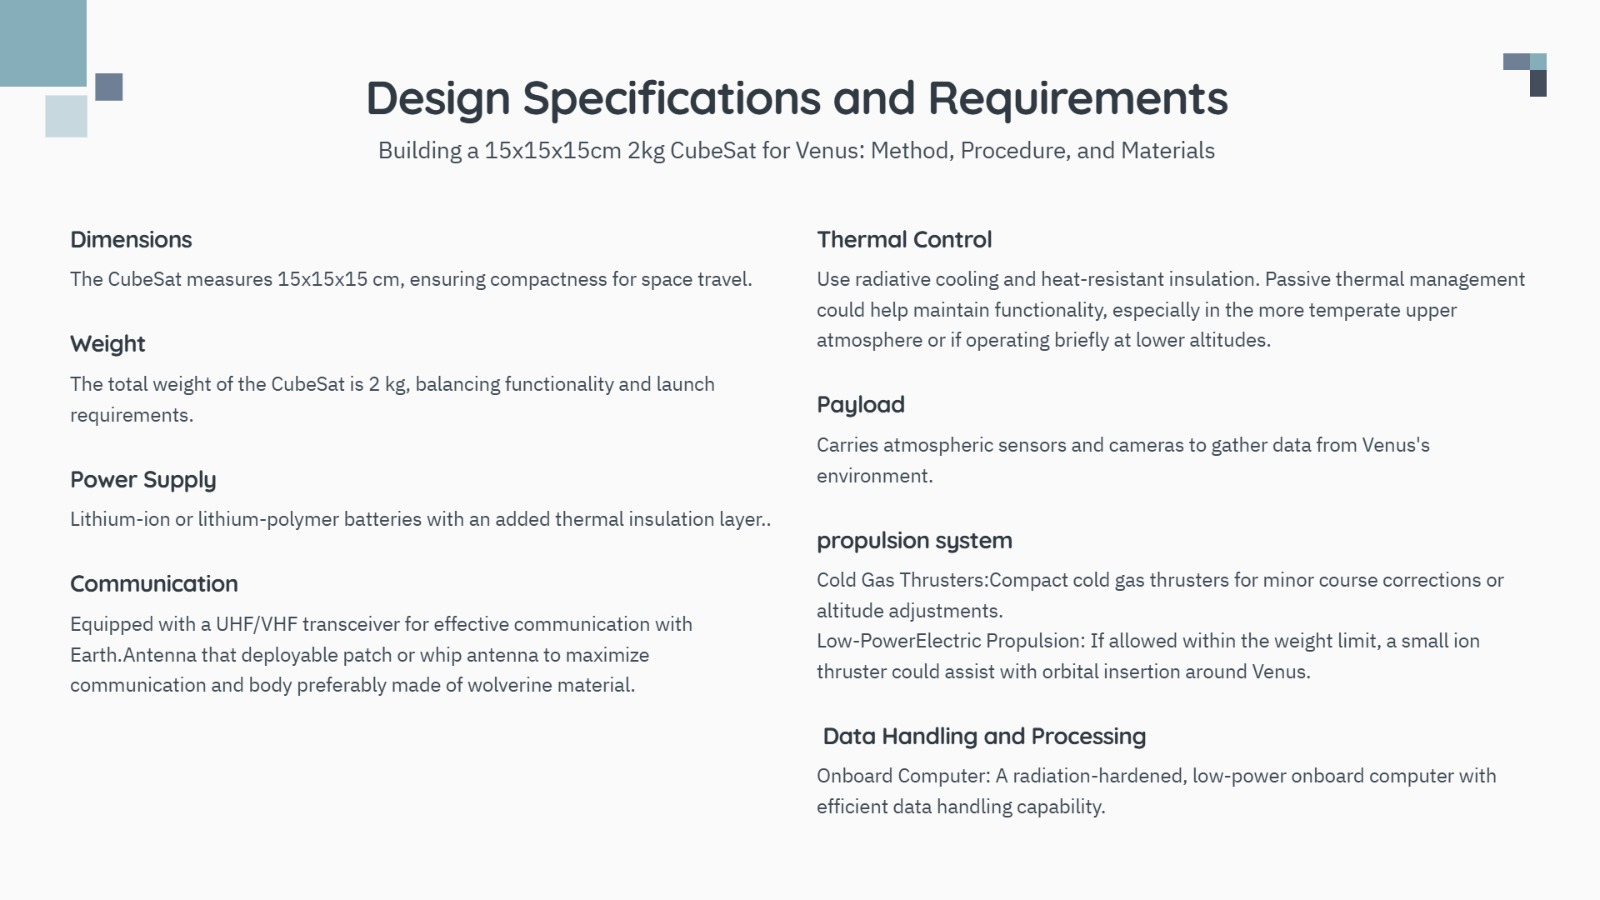 Design Specifications and Requirements
Building a 15x15x15cm 2kg CubeSat for Venus: Method, Procedure, and Materials
Dimensions
The CubeSat measures 15x15x15 cm, ensuring compactness for space travel.
Weight
The total weight of the CubeSat is 2 kg, balancing functionality and launch
requirements.
Power Supply
Lithium-ion or lithium-polymer batteries with an added thermal insulation layer..
Communication
Equipped with a UHF/VHF transceiver for effective communication with
Earth.Antenna that deployable patch or whip antenna to maximize
communication and body preferably made of wolverine material.
Thermal Control
Use radiative cooling and heat-resistant insulation. Passive thermal management
could help maintain functionality, especially in the more temperate upper
atmosphere or if operating briefly at lower altitudes.
Payload
Carries atmospheric sensors and cameras to gather data from Venus's
environment.
propulsion system
Cold Gas Thrusters:Compact cold gas thrusters for minor course corrections or
altitude adjustments.
Low-PowerElectric Propulsion: If allowed within the weight limit, a small ion
thruster could assist with orbital insertion around Venus.
Data Handling and Processing
Onboard Computer: A radiation-hardened, low-power onboard computer with
efficient data handling capability.